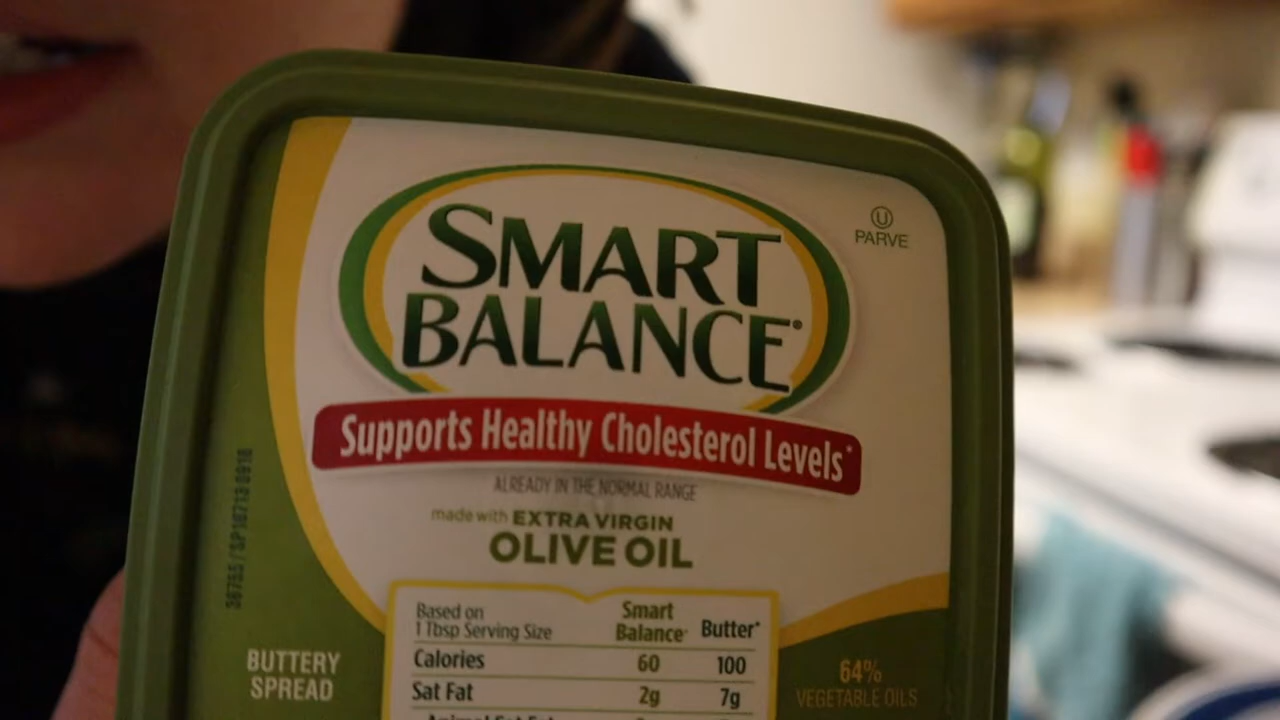 SMART
BALANCE®
Ⓤ
PARVE
Supports Healthy Cholesterol Levels*
ALREADY IN THE NORMAL RANGE
made with EXTRA VIRGIN
OLIVE OIL
Based on
1 Tbsp Serving Size
Smart
Balance®
Butter*
Calories 60 100
Sat Fat 2g 7g
BUTTERY
SPREAD
64%
VEGETABLE OILS